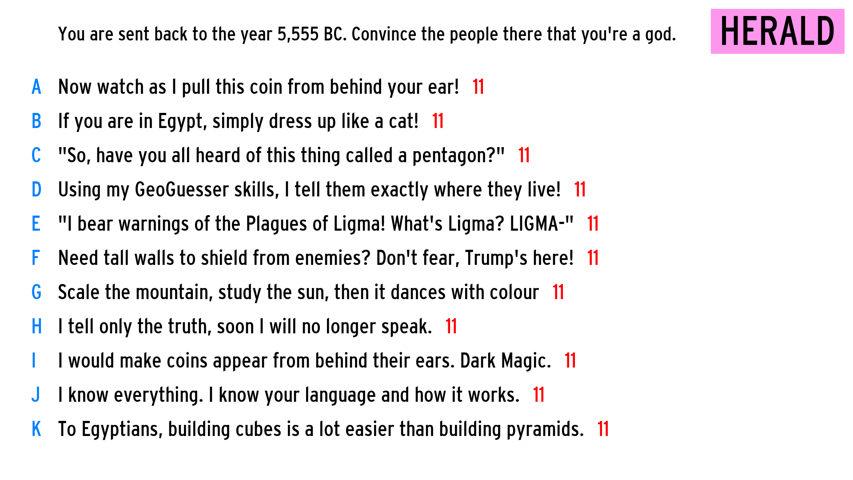 You are sent back to the year 5,555 BC. Convince the people there that you're a god.
HERALD
A Now watch as I pull this coin from behind your ear! 11
B If you are in Egypt, simply dress up like a cat! 11
C "So, have you all heard of this thing called a pentagon?" 11
D Using my GeoGuesser skills, I tell them exactly where they live! 11
E "I bear warnings of the Plagues of Ligma! What's Ligma? LIGMA-" 11
F Need tall walls to shield from enemies? Don't fear, Trump's here! 11
G Scale the mountain, study the sun, then it dances with colour 11
H I tell only the truth, soon I will no longer speak. 11
I I would make coins appear from behind their ears. Dark Magic. 11
J I know everything. I know your language and how it works. 11
K To Egyptians, building cubes is a lot easier than building pyramids. 11